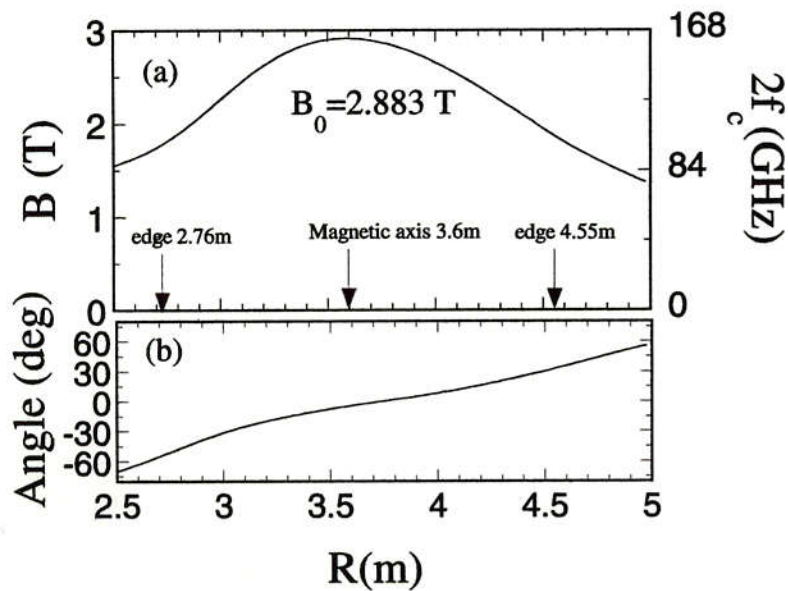 (a)
B₀=2.883 T
B (T)
3
2
1
0
2f_c (GHz)
168
84
0
edge 2.76m
Magnetic axis 3.6m
edge 4.55m
(b)
Angle (deg)
60
30
0
-30
-60
2.5 3 3.5 4 4.5 5
R(m)